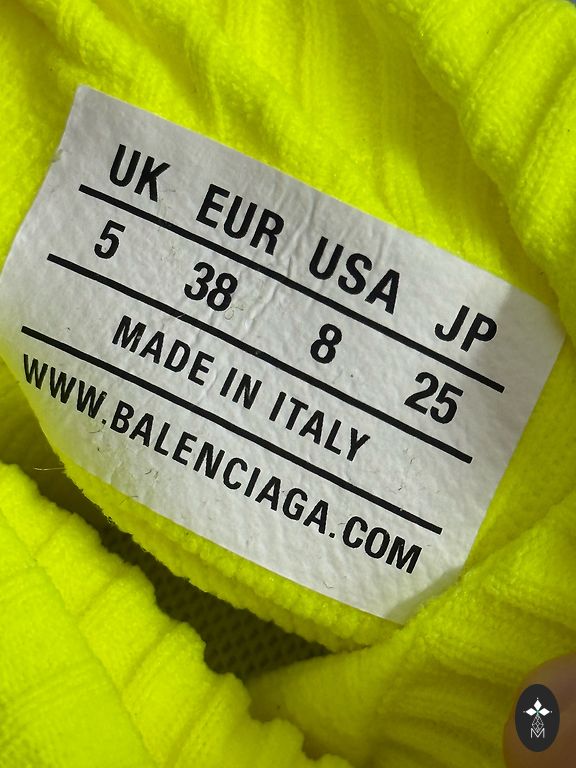 UK EUR USA JP
5 38 8 25
MADE IN ITALY
WWW.BALENCIAGA.COM
M